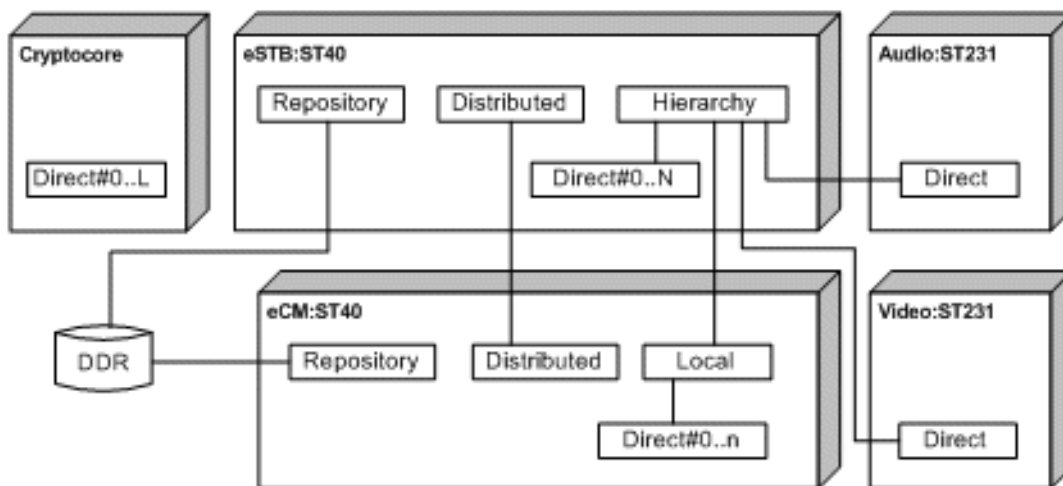 Cryptocore
eSTB:ST40
Audio:ST231
Repository
Distributed
Hierarchy
Direct#0..L
Direct#0..N
Direct
eCM:ST40
Video:ST231
DDR
Repository
Distributed
Local
Direct#0..n
Direct